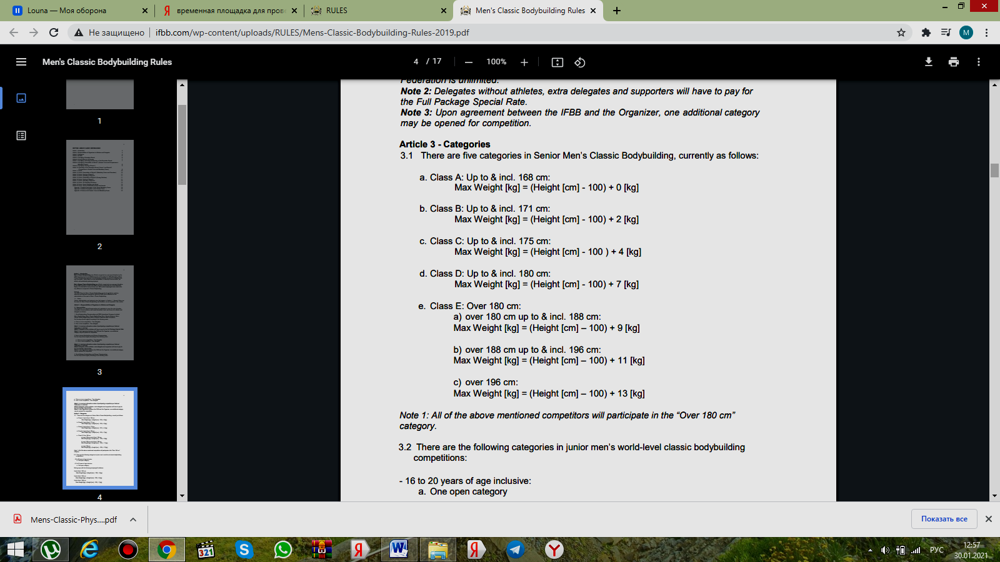 Louna — Моя оборона
временная площадка для пров
RULES
Men's Classic Bodybuilding Rules
Не защищено
ifbb.com/wp-content/uploads/RULES/Mens-Classic-Bodybuilding-Rules-2019.pdf
M
Men's Classic Bodybuilding Rules
4 / 17
100%
1
2
3
4
Federation is unlimited.
Note 2: Delegates without athletes, extra delegates and supporters will have to pay for
the Full Package Special Rate.
Note 3: Upon agreement between the IFBB and the Organizer, one additional category
may be opened for competition.
Article 3 - Categories
3.1 There are five categories in Senior Men's Classic Bodybuilding, currently as follows:
a. Class A: Up to & incl. 168 cm:
Max Weight [kg] = (Height [cm] - 100) + 0 [kg]
b. Class B: Up to & incl. 171 cm:
Max Weight [kg] = (Height [cm] - 100) + 2 [kg]
c. Class C: Up to & incl. 175 cm:
Max Weight [kg] = (Height [cm] - 100 ) + 4 [kg]
d. Class D: Up to & incl. 180 cm:
Max Weight [kg] = (Height [cm] - 100) + 7 [kg]
e. Class E: Over 180 cm:
a) over 180 cm up to & incl. 188 cm:
Max Weight [kg] = (Height [cm] – 100) + 9 [kg]
b) over 188 cm up to & incl. 196 cm:
Max Weight [kg] = (Height [cm] – 100) + 11 [kg]
c) over 196 cm:
Max Weight [kg] = (Height [cm] – 100) + 13 [kg]
Note 1: All of the above mentioned competitors will participate in the “Over 180 cm”
category.
3.2 There are the following categories in junior men's world-level classic bodybuilding
competitions:
- 16 to 20 years of age inclusive:
a. One open category
Mens-Classic-Phys....pdf
Показать все
321
РУС
12:57
30.01.2021